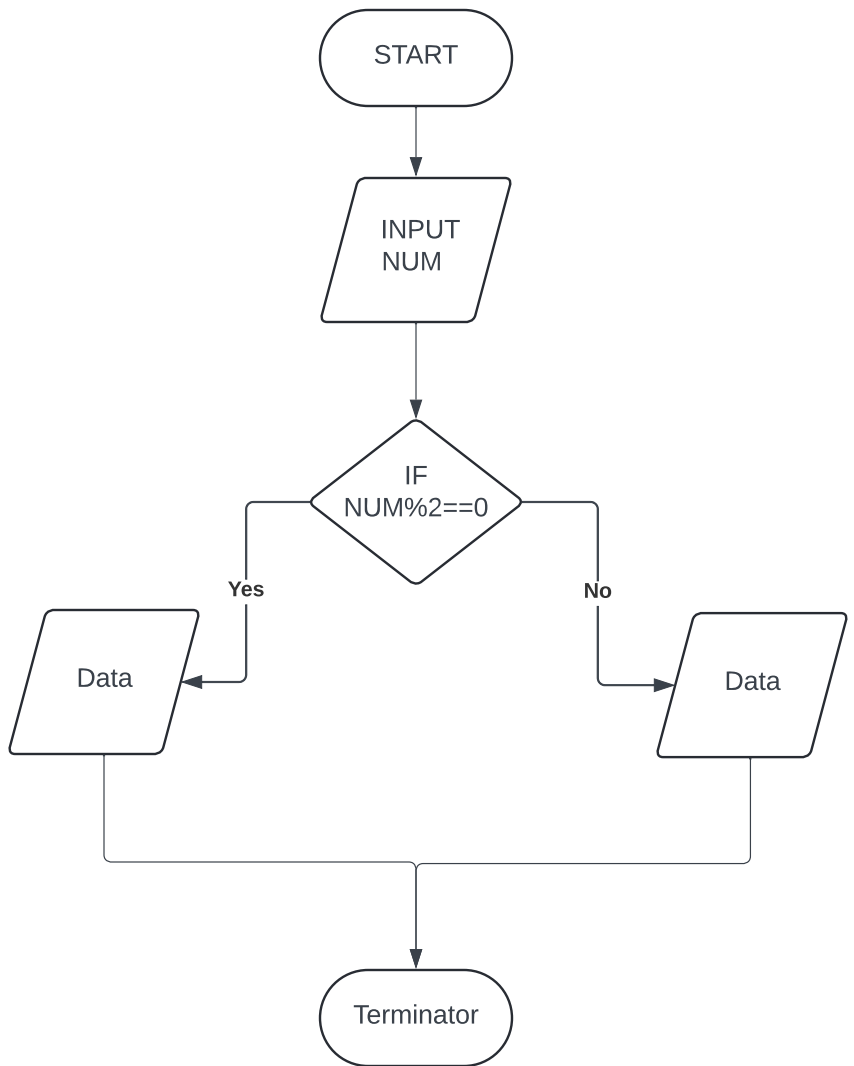 START
INPUT
NUM
IF
NUM%2==0
Yes
No
Data
Data
Terminator